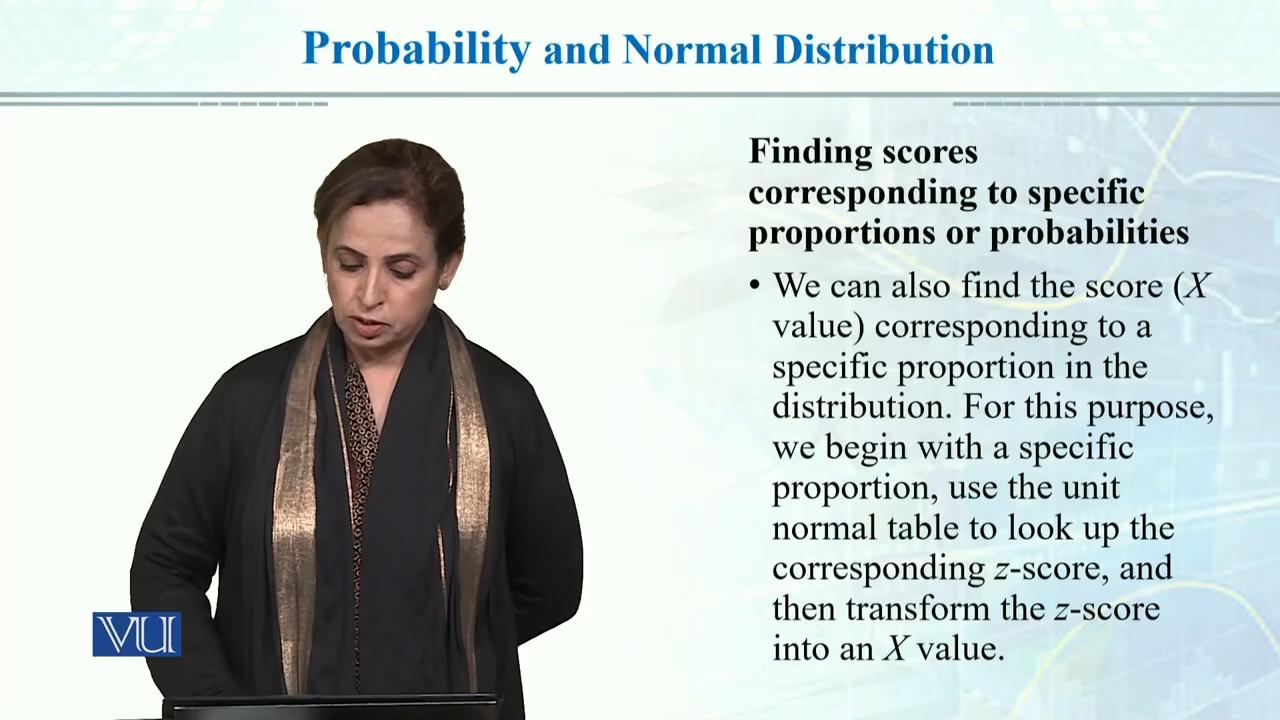 Probability and Normal Distribution
Finding scores
corresponding to specific
proportions or probabilities
• We can also find the score (X
value) corresponding to a
specific proportion in the
distribution. For this purpose,
we begin with a specific
proportion, use the unit
normal table to look up the
corresponding z-score, and
then transform the z-score
into an X value.
VU